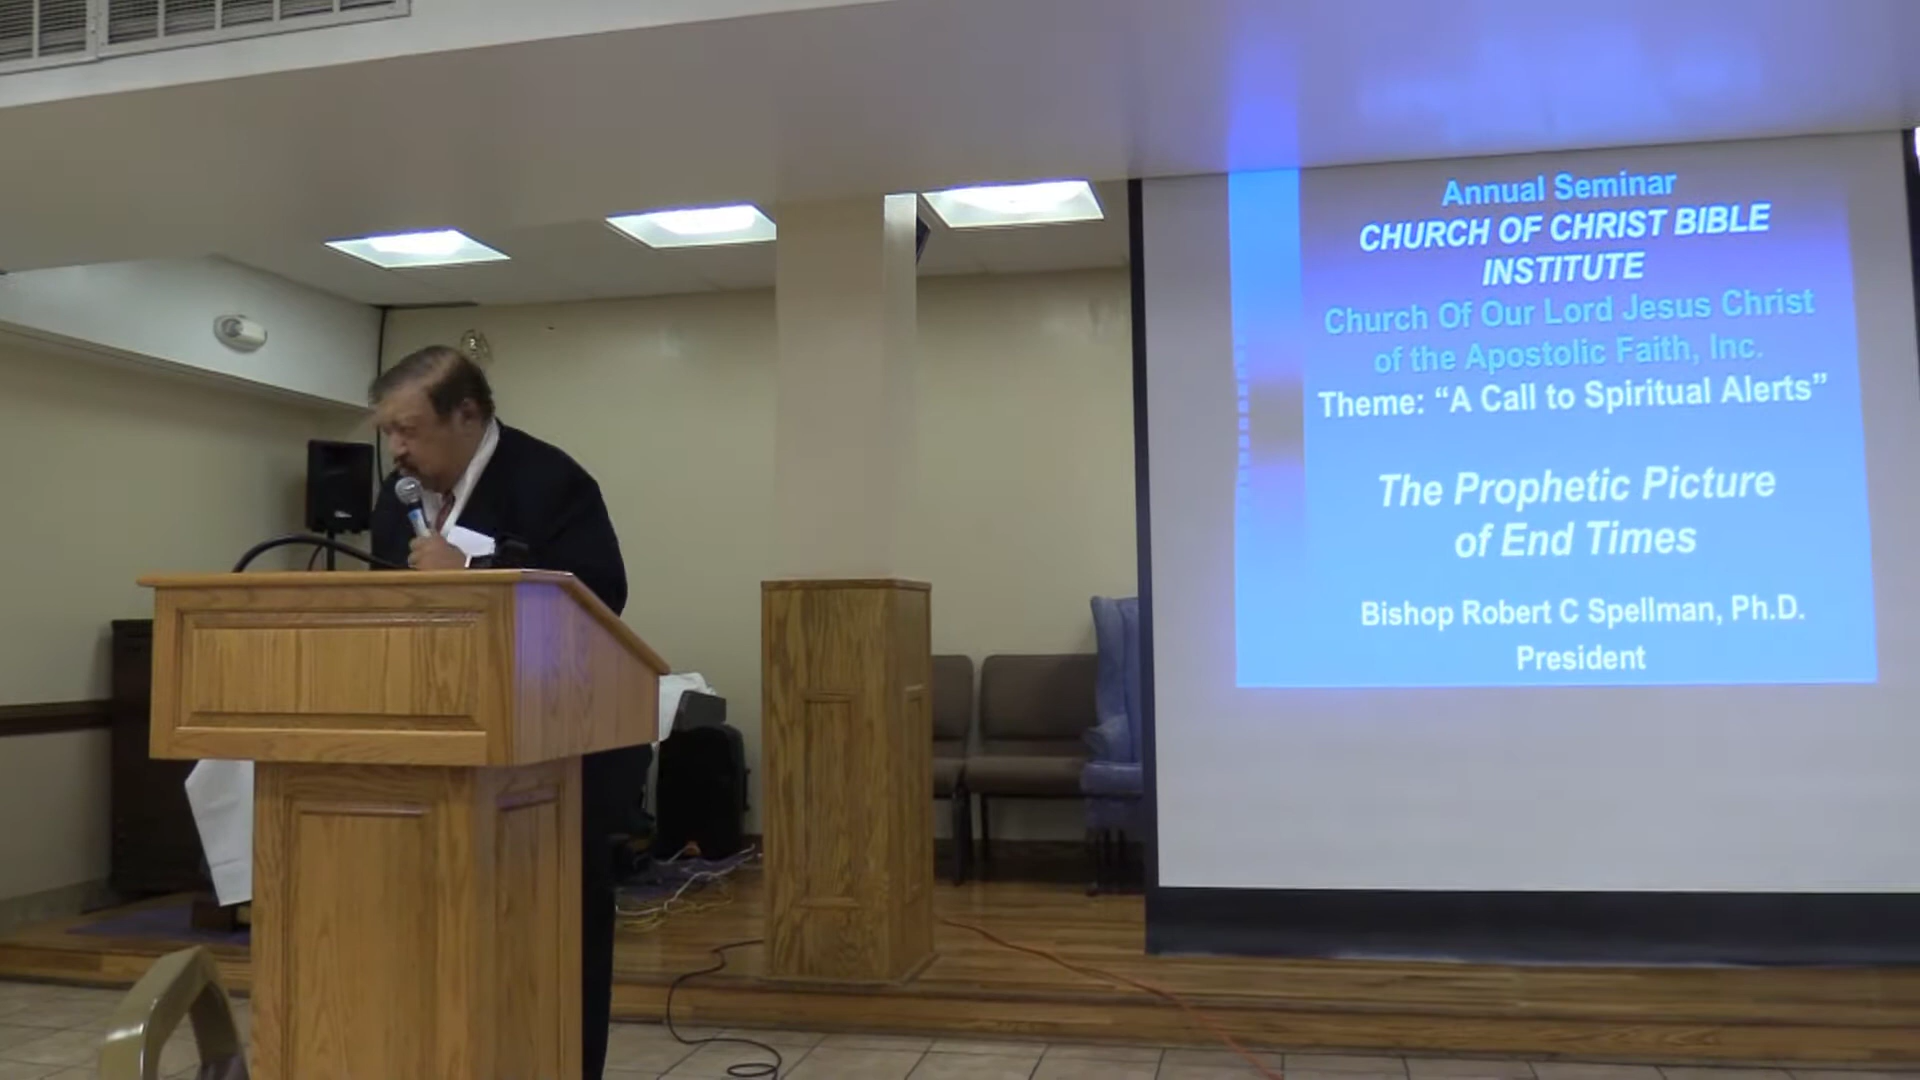 Annual Seminar
CHURCH OF CHRIST BIBLE
INSTITUTE
Church Of Our Lord Jesus Christ
of the Apostolic Faith, Inc.
Theme: “A Call to Spiritual Alerts”
The Prophetic Picture
of End Times
Bishop Robert C Spellman, Ph.D.
President